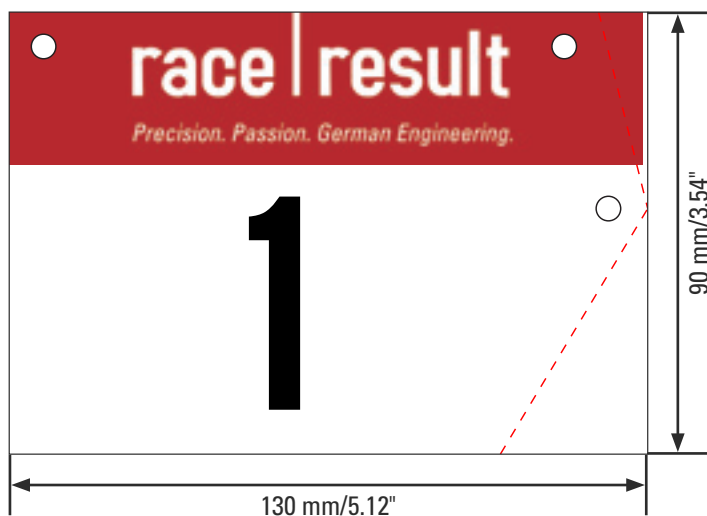 race|result
Precision. Passion. German Engineering.
1
90 mm/3.54"
130 mm/5.12"